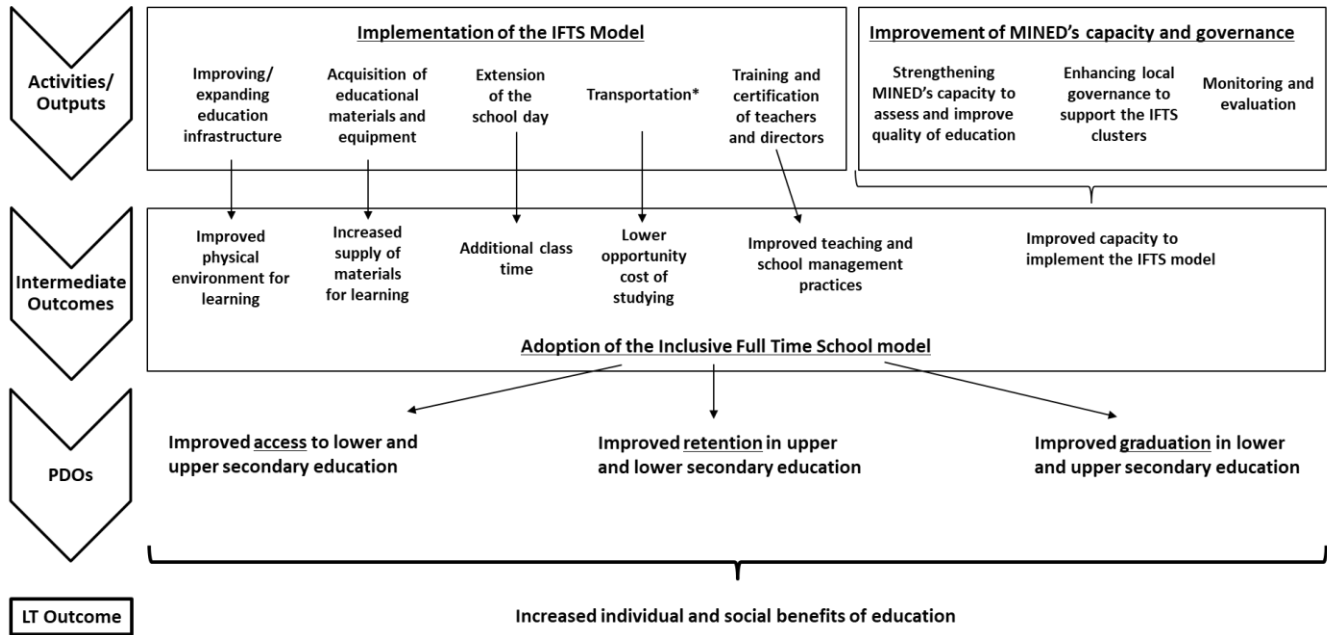 Activities/
Outputs
Implementation of the IFTS Model
Improving/
expanding
education
infrastructure
Acquisition of
educational
materials and
equipment
Extension
of the
school day
Transportation*
Training and
certification
of teachers
and directors
Improvement of MINED's capacity and governance
Strengthening
MINED's capacity to
assess and improve
quality of education
Enhancing local
governance to
support the IFTS
clusters
Monitoring and
evaluation
Intermediate
Outcomes
Improved
physical
environment for
learning
Increased
supply of
materials
for learning
Additional class
time
Lower
opportunity
cost of
studying
Improved teaching and
school management
practices
Improved capacity to
implement the IFTS model
Adoption of the Inclusive Full Time School model
PDOs
Improved access to lower and
upper secondary education
Improved retention in upper
and lower secondary education
Improved graduation in lower
and upper secondary education
LT Outcome
Increased individual and social benefits of education